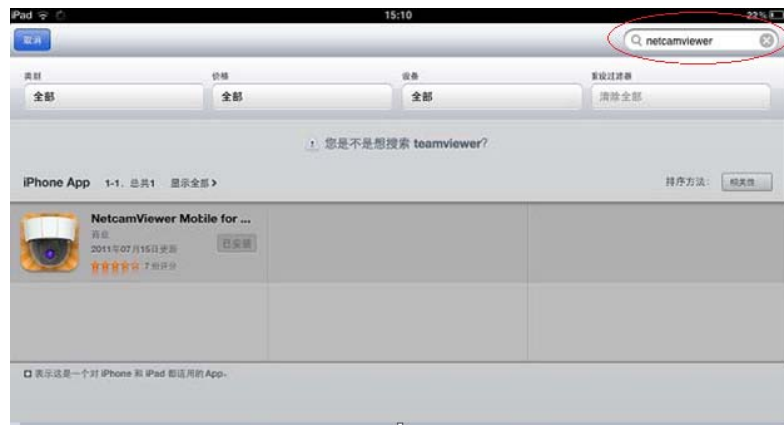 iPad 15:10 22%
取消 netcamviewer
类别 价格 设备 重设过滤器
全部 全部 全部 清除全部
您是不是想搜索 teamviewer?
iPhone App 1-1, 总共1 显示全部 > 排序方法: 相关性
NetcamViewer Mobile for ...
商业
2011年07月15日更新 已安装
7 份评分
表示这是一个对 iPhone 和 iPad 都适用的 App。